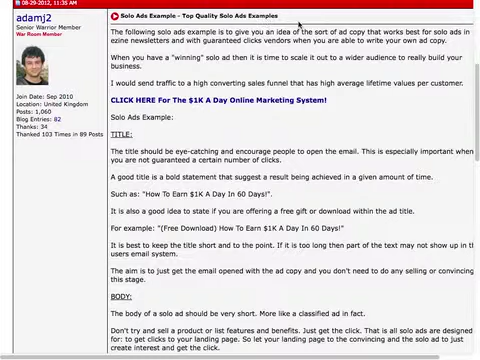 08-29-2012, 11:35 AM
adamj2
Senior Warrior Member
War Room Member
Join Date: Sep 2010
Location: United Kingdom
Posts: 1,060
Blog Entries: 82
Thanks: 34
Thanked 103 Times in 89 Posts
Solo Ads Example - Top Quality Solo Ads Examples
The following solo ads example is to give you an idea of the sort of ad copy that works best for solo ads in
ezine newsletters and with guaranteed clicks vendors when you are able to write your own ad copy.
When you have a "winning" solo ad then it is time to scale it out to a wider audience to really build your
business.
I would send traffic to a high converting sales funnel that has high average lifetime values per customer.
CLICK HERE For The $1K A Day Online Marketing System!
Solo Ads Example:
TITLE:
The title should be eye-catching and encourage people to open the email. This is especially important when
you are not guaranteed a certain number of clicks.
A good title is a bold statement that suggest a result being achieved in a given amount of time.
Such as: "How To Earn $1K A Day In 60 Days!".
It is also a good idea to state if you are offering a free gift or download within the ad title.
For example: "(Free Download) How To Earn $1K A Day In 60 Days!"
It is best to keep the title short and to the point. If it is too long then part of the text may not show up in th
users email system.
The aim is to just get the email opened with the ad copy and you don't need to do any selling or convincing
this stage.
BODY:
The body of a solo ad should be very short. More like a classified ad in fact.
Don't try and sell a product or list features and benefits. Just get the click. That is all solo ads are designed
for: to get clicks to your landing page. So let your landing page to the convincing and the solo ad to just
create interest and get the click.